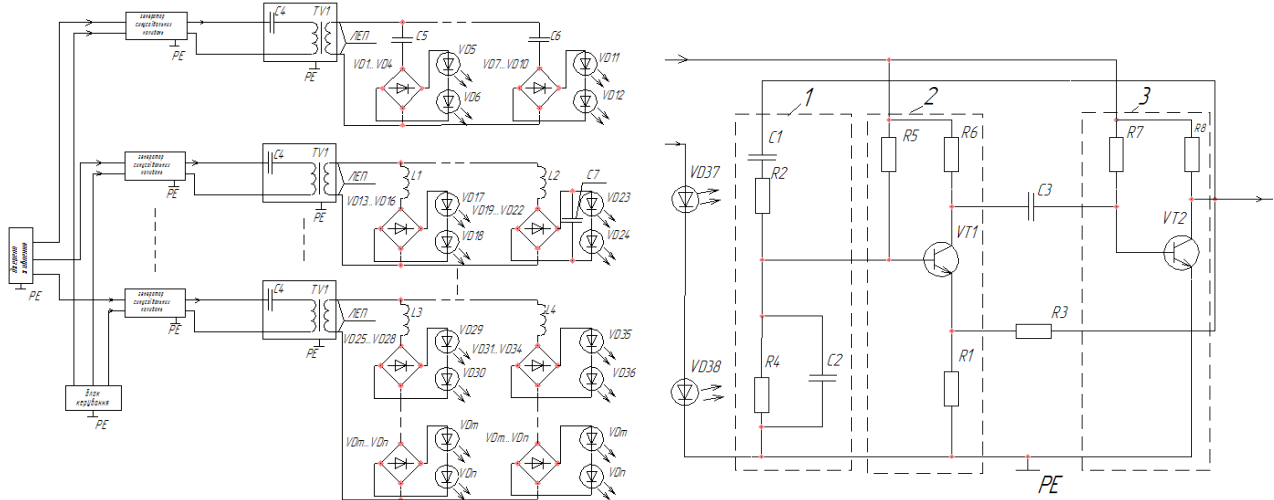 генератор
синусоїдальних
коливань
PE
C4
TV1
PE
ЛЕП
C5
VD1...VD4
VD5
VD6
C6
VD7...VD10
VD11
VD12
генератор
синусоїдальних
коливань
PE
C4
TV1
PE
ЛЕП
L1
VD13...VD16
VD17
VD18
L2
C7
VD19...VD22
VD23
VD24
PE
генератор
синусоїдальних
коливань
PE
C4
TV1
PE
ЛЕП
L3
VD25...VD28
VD29
VD30
L4
VD31...VD34
VD35
VD36
Блок
керування
PE
VDm...VDn
VDm
VDn
VDm...VDn
VDm
VDn
1
2
3
C1
R2
R5
R6
R7
R8
C3
VD37
VT1
VT2
R3
VD38
R4
C2
R1
PE